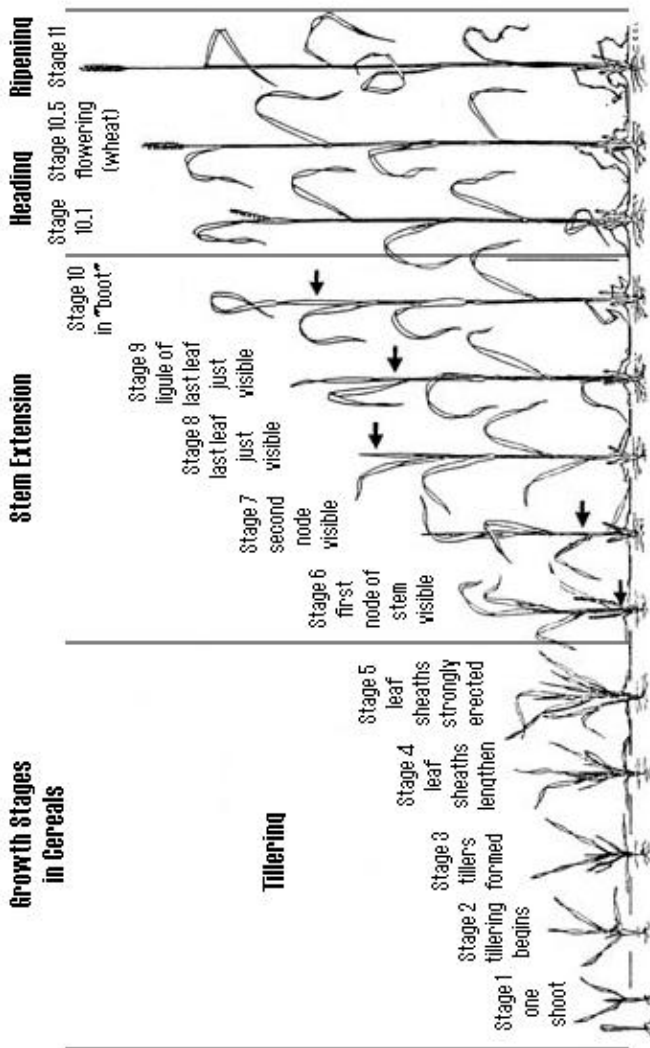 Growth Stages
in Cereals
Tillering
Stem Extension
Heading
Ripening
Stage 1
one
shoot
Stage 2
tillering
begins
Stage 3
tillers
formed
Stage 4
leaf
sheaths
lengthen
Stage 5
leaf
sheaths
strongly
erected
Stage 6
first
node of
stem
visible
Stage 7
second
node
visible
Stage 8
last leaf
just
visible
Stage 9
ligule of
last leaf
just
visible
Stage 10
in "boot"
Stage
10.1
Stage 10.5
flowering
(wheat)
Stage 11